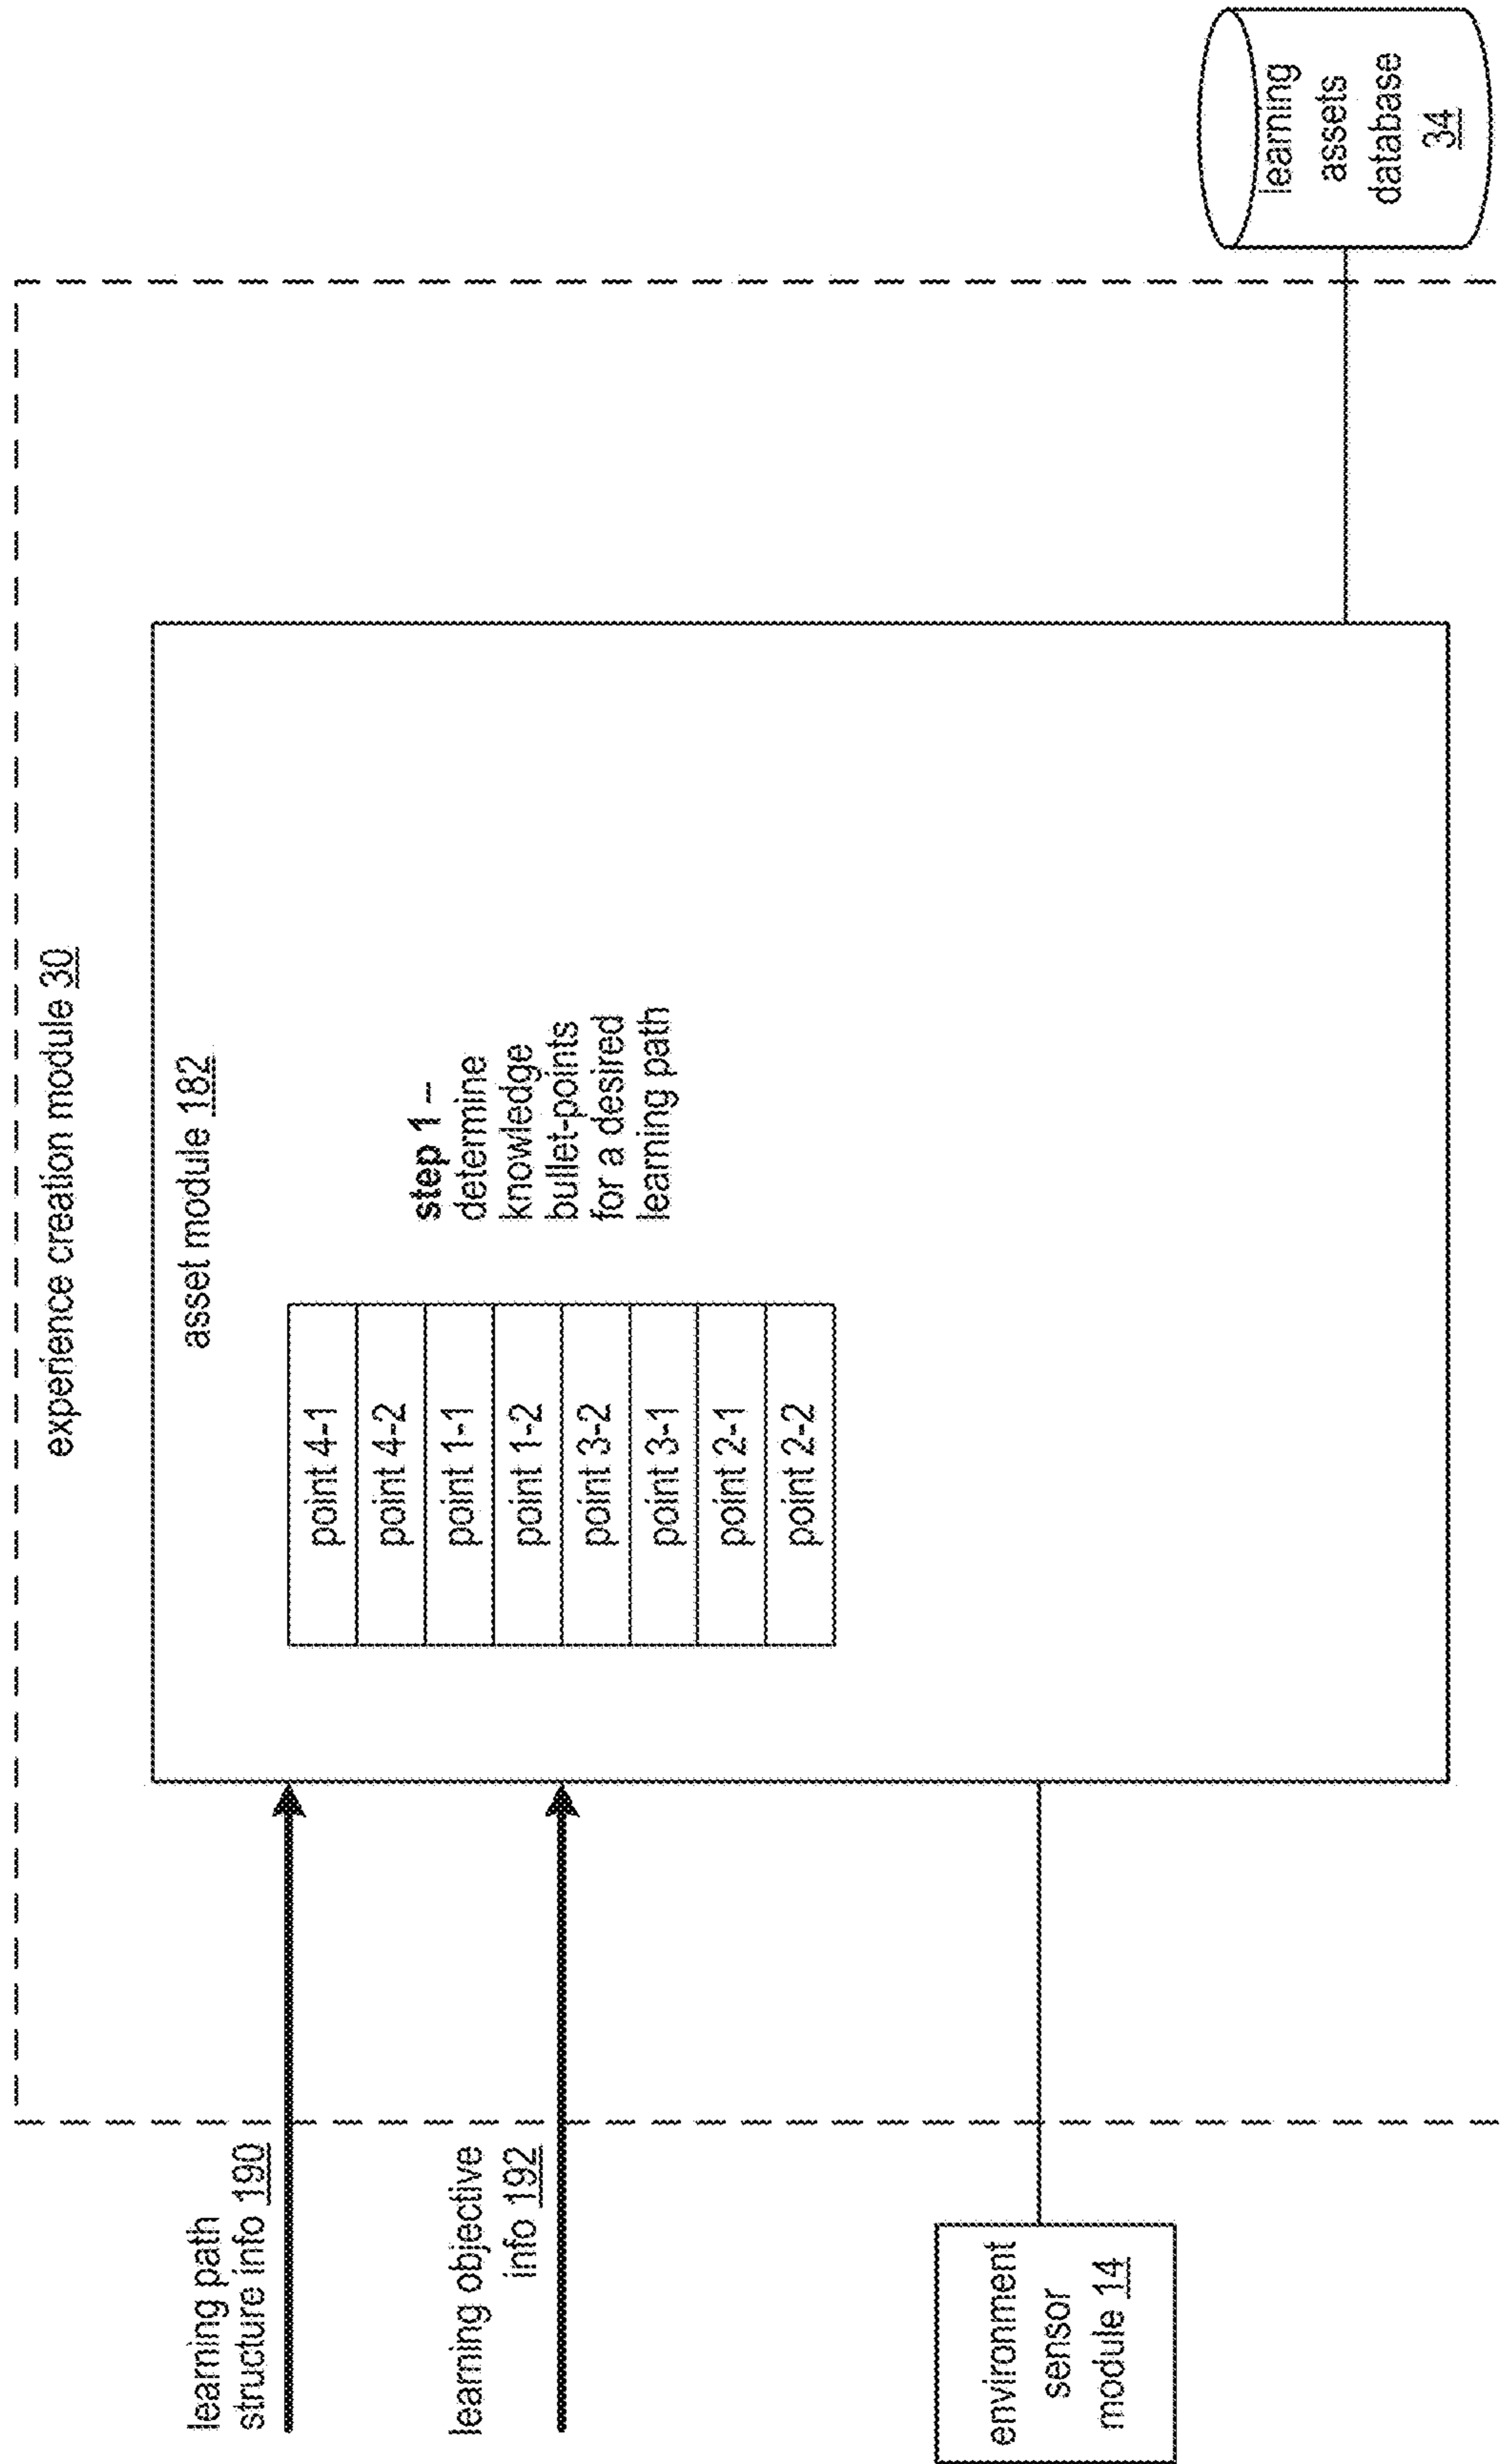 experience creation module 30
learning path
structure info 190
learning objective
info 192
environment
sensor
module 14
asset module 182
point 4-1
point 4-2
point 1-1
point 1-2
point 3-2
point 3-1
point 2-1
point 2-2
step 1 –
determine
knowledge
bullet-points
for a desired
learning path
learning
assets
database
34